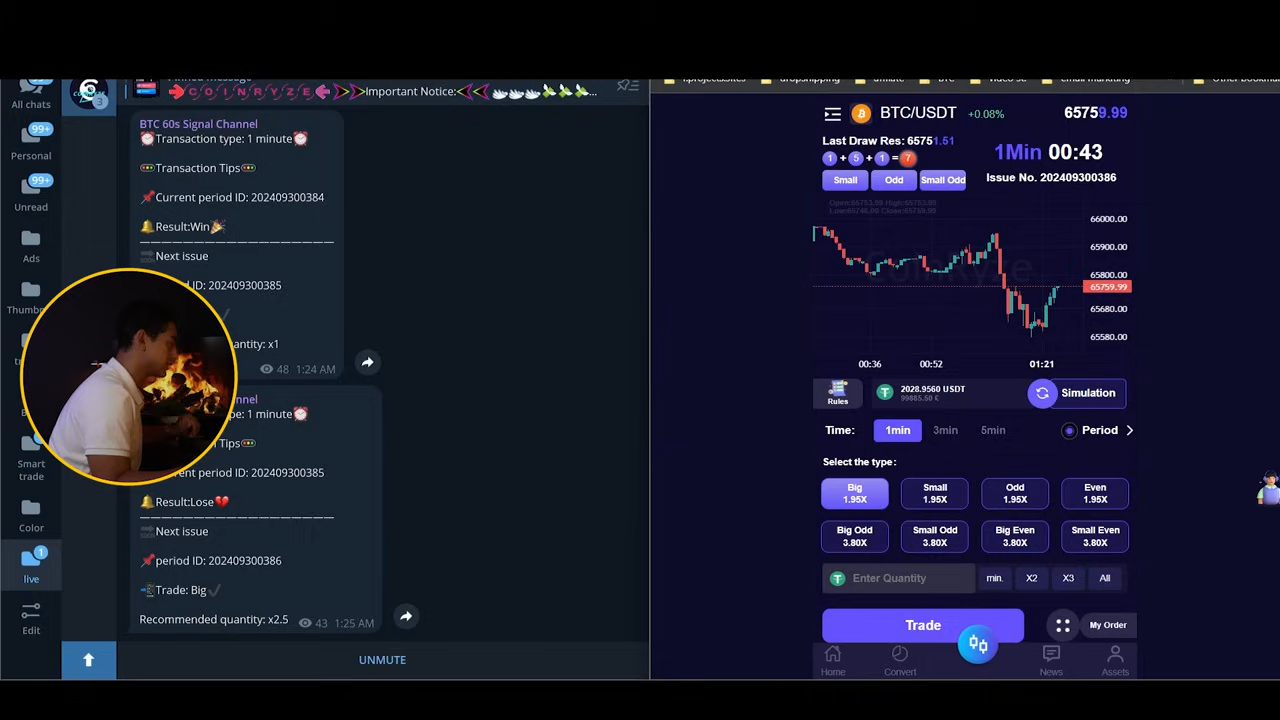 All chats
99+
Personal
99+
Unread
Ads
Smart
trade
Color
1
live
Edit
3
Pinned message
COINRYZE Important Notice: ...
BTC 60s Signal Channel
Transaction type: 1 minute
Transaction Tips
Current period ID: 202409300384
Result:Win
Next issue
ID: 202409300385
x1
48 1:24 AM
1 minute
Tips
period ID: 202409300385
Result:Lose
Next issue
period ID: 202409300386
Trade: Big
Recommended quantity: x2.5
43 1:25 AM
UNMUTE
BTC/USDT
+0.08%
65759.99
Last Draw Res: 65751.51
1 + 5 + 1 = 7
Small
Odd
Small Odd
1Min 00:43
Issue No. 202409300386
66000.00
65900.00
65800.00
65759.99
65680.00
65580.00
00:36
00:52
01:21
Rules
2028.9560 USDT
Simulation
Time:
1min
3min
5min
Period
Select the type:
Big
1.95X
Small
1.95X
Odd
1.95X
Even
1.95X
Big Odd
3.80X
Small Odd
3.80X
Big Even
3.80X
Small Even
3.80X
Enter Quantity
min.
X2
X3
All
Trade
My Order
Home
Convert
News
Assets